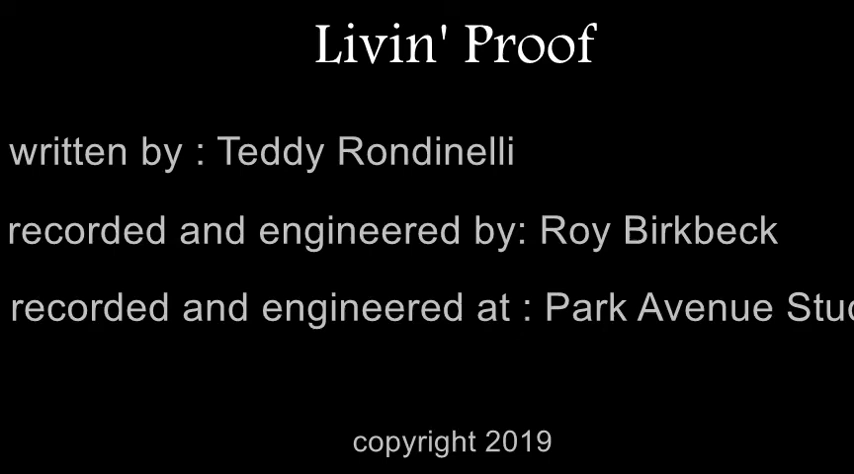 Livin' Proof
written by : Teddy Rondinelli
recorded and engineered by: Roy Birkbeck
recorded and engineered at : Park Avenue
copyright 2019